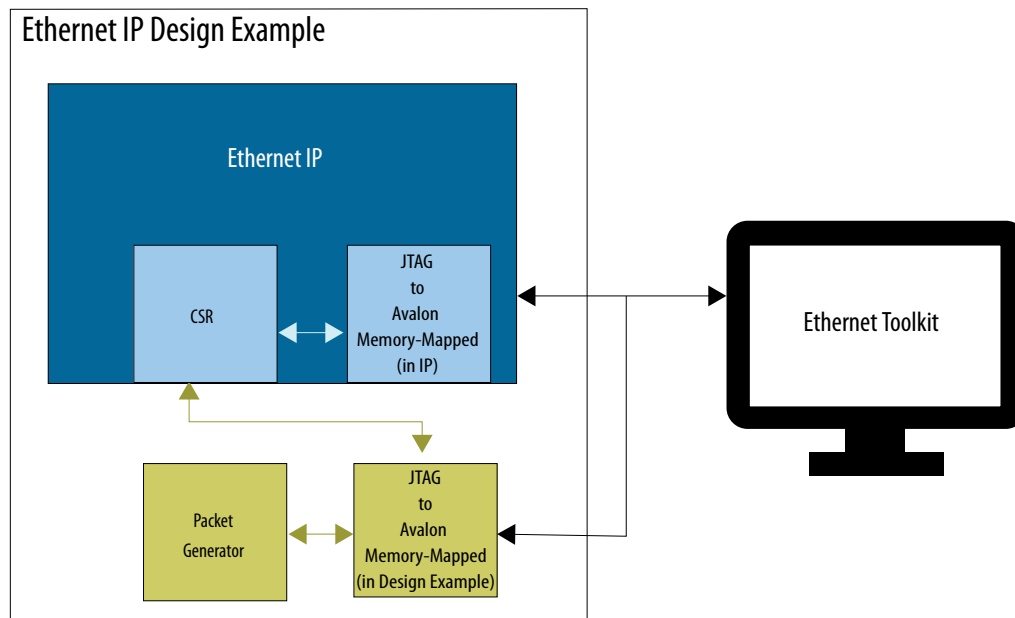 Ethernet IP Design Example
Ethernet IP
CSR
JTAG
to
Avalon
Memory-Mapped
(in IP)
Ethernet Toolkit
Packet
Generator
JTAG
to
Avalon
Memory-Mapped
(in Design Example)